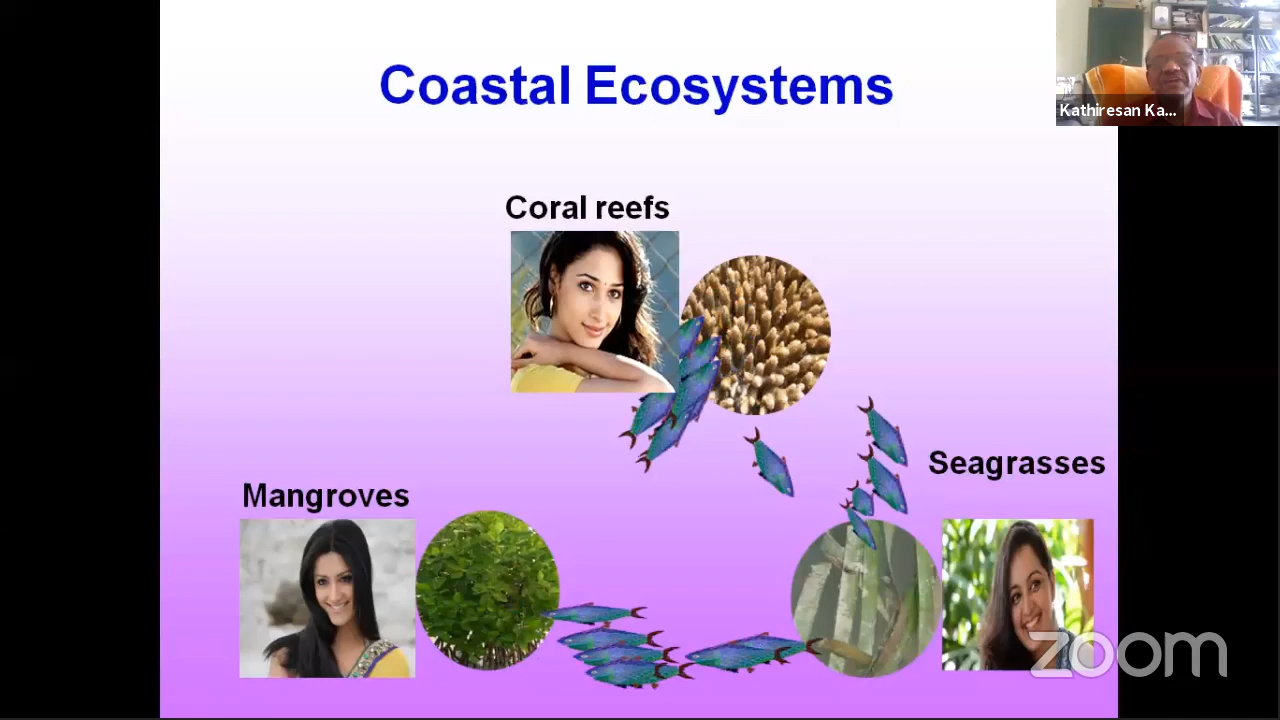 Coastal Ecosystems
Kathiresan Ka...
Coral reefs
Seagrasses
Mangroves
zoom